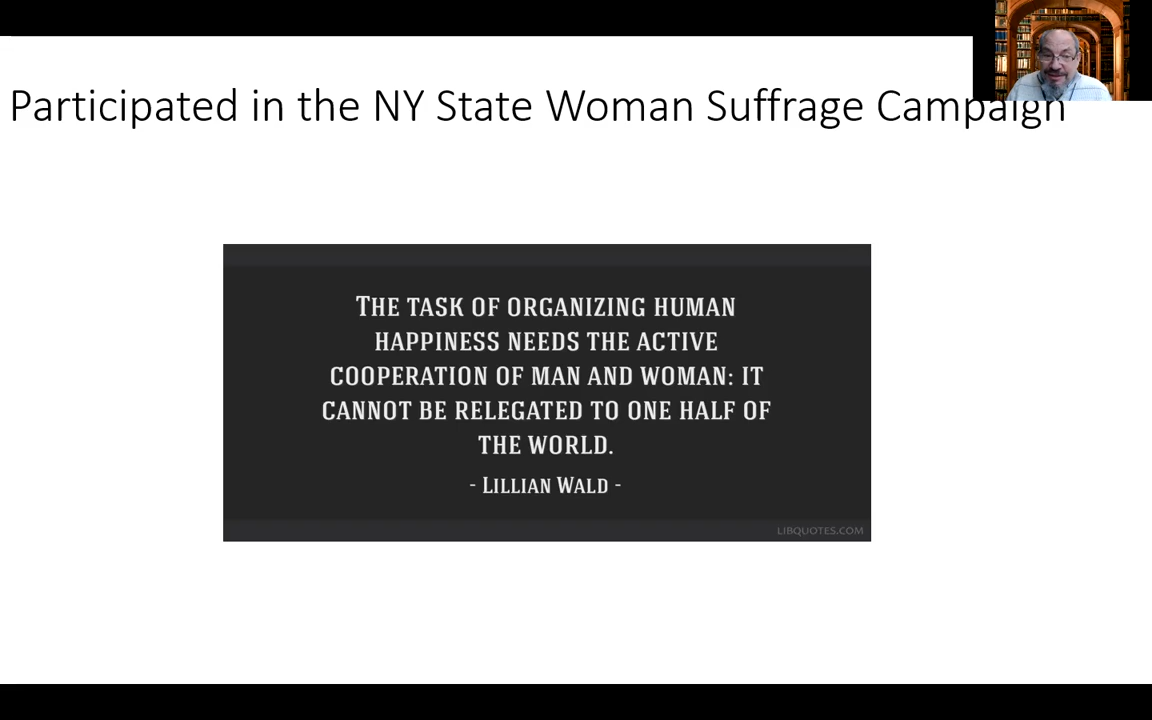 Participated in the NY State Woman Suffrage Campaign
THE TASK OF ORGANIZING HUMAN
HAPPINESS NEEDS THE ACTIVE
COOPERATION OF MAN AND WOMAN: IT
CANNOT BE RELEGATED TO ONE HALF OF
THE WORLD.
- LILLIAN WALD -
LIBQUOTES.COM